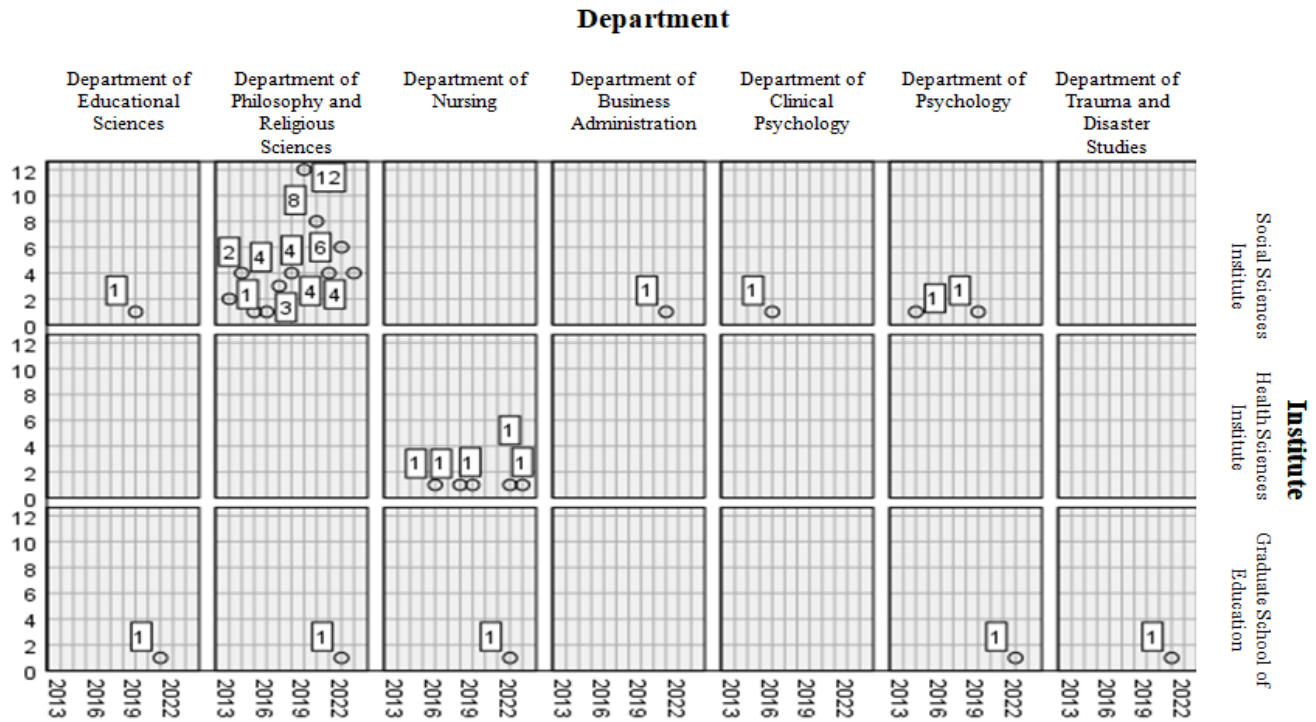 Department
Department of
Educational
Sciences
Department of
Philosophy and
Religious
Sciences
Department of
Nursing
Department of
Business
Administration
Department of
Clinical
Psychology
Department of
Psychology
Department of
Trauma and
Disaster
Studies
12
10
8
6
4
2
0
1
12
8
2
4
4
6
1
3
4
4
1
1
1
1
Social Sciences
Institute
12
10
8
6
4
2
0
1
1
1
1
1
Health Sciences
Institute
Institute
12
10
8
6
4
2
0
1
1
1
1
1
Graduate School of
Education
2013 2016 2019 2022
2013 2016 2019 2022
2013 2016 2019 2022
2013 2016 2019 2022
2013 2016 2019 2022
2013 2016 2019 2022
2013 2016 2019 2022